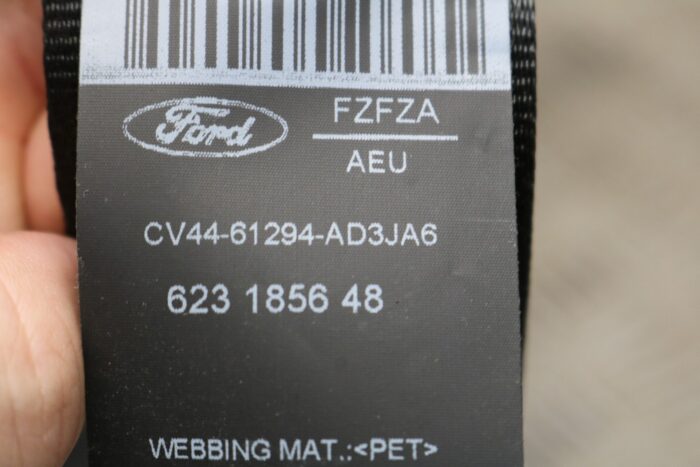 Ford
FZFZA
AEU
CV44-61294-AD3JA6
623 1856 48
WEBBING MAT.:<PET>